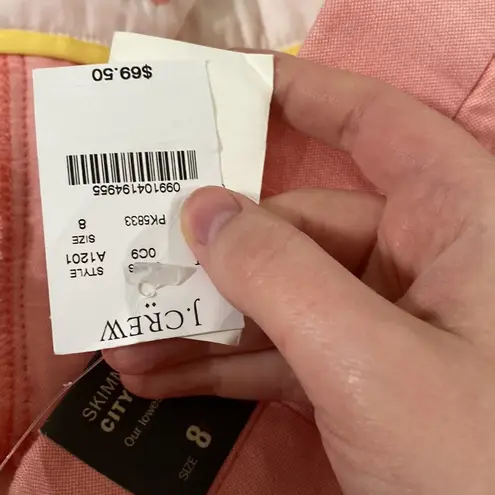 J.CREW
STYLE
A1201
0C9
SIZE
8
PK5833
099104194955
$69.50
SKIMM
CITY
Our lowes
SIZE 8